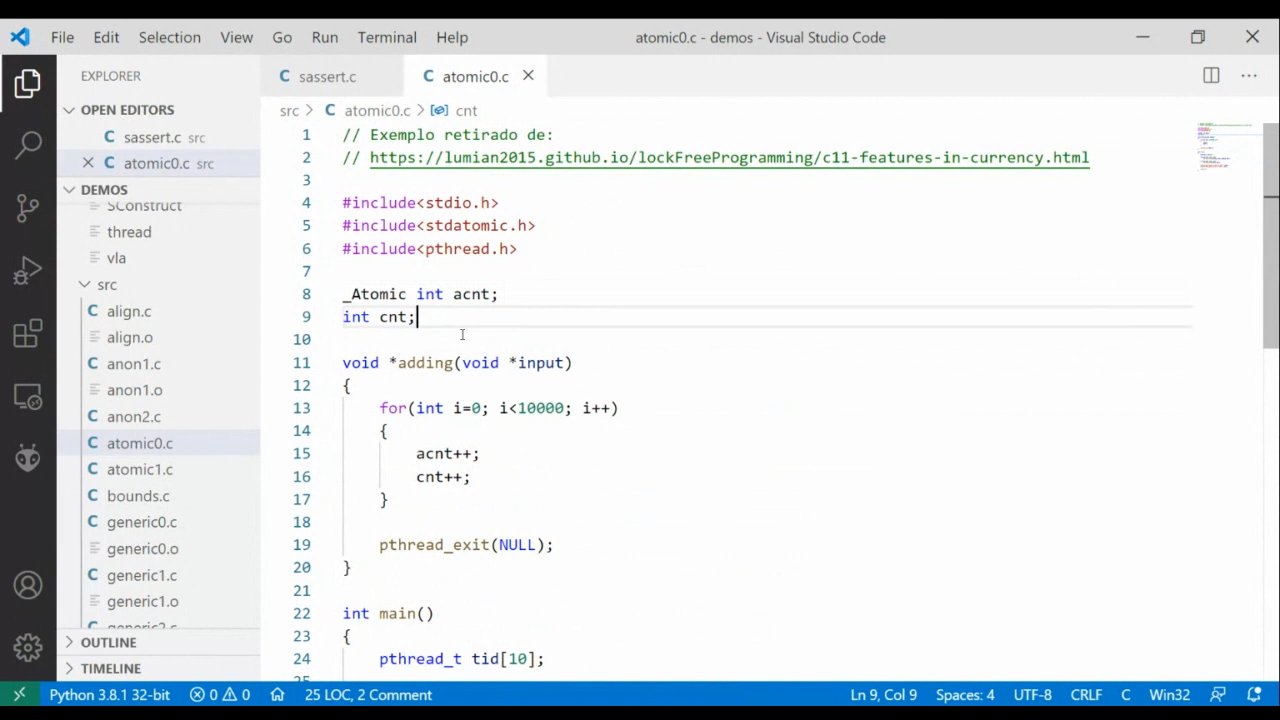 File Edit Selection View Go Run Terminal Help atomic0.c - demos - Visual Studio Code
EXPLORER
OPEN EDITORS
sassert.c src
atomic0.c src
DEMOS
SConstruct
thread
vla
src
C align.c
align.o
C anon1.c
anon1.o
C anon2.c
C atomic0.c
C atomic1.c
C bounds.c
C generic0.c
generic0.o
C generic1.c
generic1.o
generic2.c
OUTLINE
TIMELINE
C sassert.c C atomic0.c
src C atomic0.c cnt
1 // Exemplo retirado de:
2 // https://lumian2015.github.io/lockFreeProgramming/c11-features-in-currency.html
3
4 #include<stdio.h>
5 #include<stdatomic.h>
6 #include<pthread.h>
7
8 _Atomic int acnt;
9 int cnt;
10
11 void *adding(void *input)
12 {
13 for(int i=0; i<10000; i++)
14 {
15 acnt++;
16 cnt++;
17 }
18
19 pthread_exit(NULL);
20 }
21
22 int main()
23 {
24 pthread_t tid[10];
25
Python 3.8.1 32-bit 0 0 25 LOC, 2 Comment Ln 9, Col 9 Spaces: 4 UTF-8 CRLF C Win32